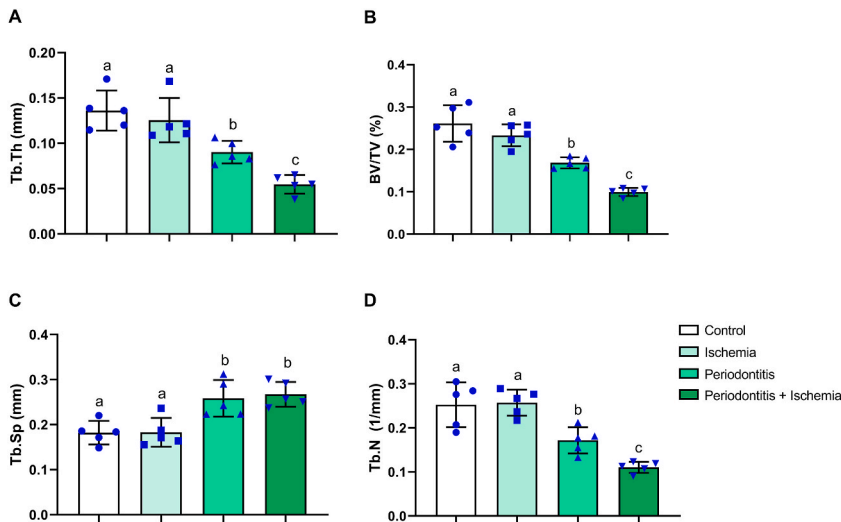 A
Tb.Th (mm)
0.20
0.15
0.10
0.05
0.00
a
a
b
c
B
BV/TV (%)
0.4
0.3
0.2
0.1
0.0
a
a
b
c
C
Tb.Sp (mm)
0.4
0.3
0.2
0.1
0.0
a
a
b
b
D
Tb.N (1/mm)
0.4
0.3
0.2
0.1
0.0
a
a
b
c
Control
Ischemia
Periodontitis
Periodontitis + Ischemia